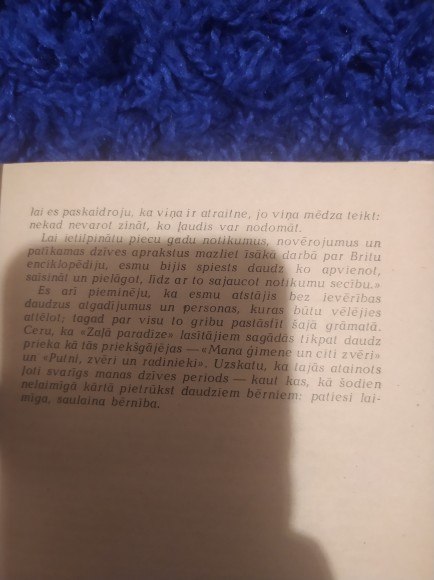 lai es paskaidroju, ka viņa ir atraitne, jo viņa mēdza teikt:
nekad nevarot zināt, ko ļaudis var nodomāt.
Lai ietilpinātu piecu gadu notikumus, novērojumus un
patīkamas dzīves aprakstus mazliet īsākā darbā par Britu
enciklopēdiju, esmu bijis spiests daudz ko apvienot,
saīsināt un pielāgot, līdz ar to sajaucot notikumu secību.»
Es arī pieminēju, ka esmu atstājis bez ievērības
daudzus atgadījumus un personas, kuras būtu vēlējies
attēlot; tagad par visu to gribu pastāstīt šajā grāmatā.
Ceru, ka «Zaļā paradīze» lasītājiem sagādās tikpat daudz
prieka kā tās priekšgājējas — «Mana ģimene un citi zvēri»
un «Putni, zvēri un radinieki». Uzskatu, ka tajās attainots
ļoti svarīgs manas dzīves periods — kaut kas, kā šodien
nelaimīgā kārtā pietrūkst daudziem bērniem: patiesi lai-
mīga, saulaina bērnība.